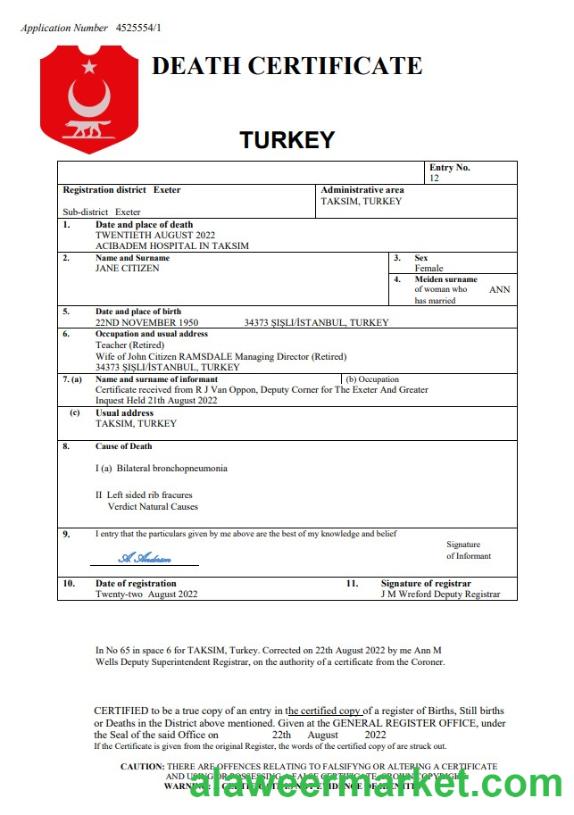 Application Number 4525554/1
DEATH CERTIFICATE
TURKEY
Entry No.
12
Registration district Exeter
Sub-district Exeter
Administrative area
TAKSIM, TURKEY
1. Date and place of death
TWENTIETH AUGUST 2022
ACIBADEM HOSPITAL IN TAKSIM
2. Name and Surname
JANE CITIZEN
3. Sex
Female
4. Meiden surname
of woman who ANN
has married
5. Date and place of birth
22ND NOVEMBER 1950 34373 ŞIŞLI/İSTANBUL, TURKEY
6. Occupation and usual address
Teacher (Retired)
Wife of John Citizen RAMSDALE Managing Director (Retired)
34373 ŞIŞLI/İSTANBUL, TURKEY
7. (a) Name and surname of informant (b) Occupation
Certificate received from R J Van Oppon, Deputy Corner for The Exeter And Greater
Inquest Held 21th August 2022
(c) Usual address
TAKSIM, TURKEY
8. Cause of Death
I (a) Bilateral bronchopneumonia
II Left sided rib fracures
Verdict Natural Causes
9. I entry that the particulars given by me above are the best of my knowledge and belief
A. Anderson
Signature
of Informant
10. Date of registration
Twenty-two August 2022
11. Signature of registrar
J M Wreford Deputy Registrar
In No 65 in space 6 for TAKSIM, Turkey. Corrected on 22th August 2022 by me Ann M
Wells Deputy Superintendent Registrar, on the authority of a certificate from the Coroner.
CERTIFIED to be a true copy of an entry in the certified copy of a register of Births, Still births
or Deaths in the District above mentioned. Given at the GENERAL REGISTER OFFICE, under
the Seal of the said Office on 22th August 2022
If the Certificate is given from the original Register, the words of the certified copy of are struck out.
CAUTION: THERE ARE OFFENCES RELATING TO FALSIFYNG OR ALTERING A CERTIFICATE
AND USING OR POSSESSING A FALSE CERTIFICATE. CROWN COPYRIGHT
WARNING: A CERTIFICATE IS NOT EVIDENCE OF IDENTITY
alaweermarket.com